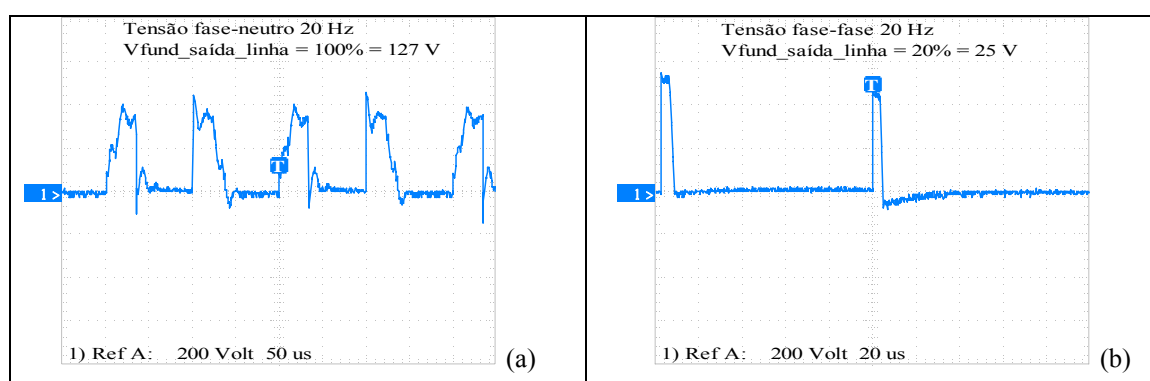 Tensão fase-neutro 20 Hz
Vfund_saída_linha = 100% = 127 V
T
1>
1) Ref A: 200 Volt 50 us
(a)
Tensão fase-fase 20 Hz
Vfund_saída_linha = 20% = 25 V
T
1>
1) Ref A: 200 Volt 20 us
(b)